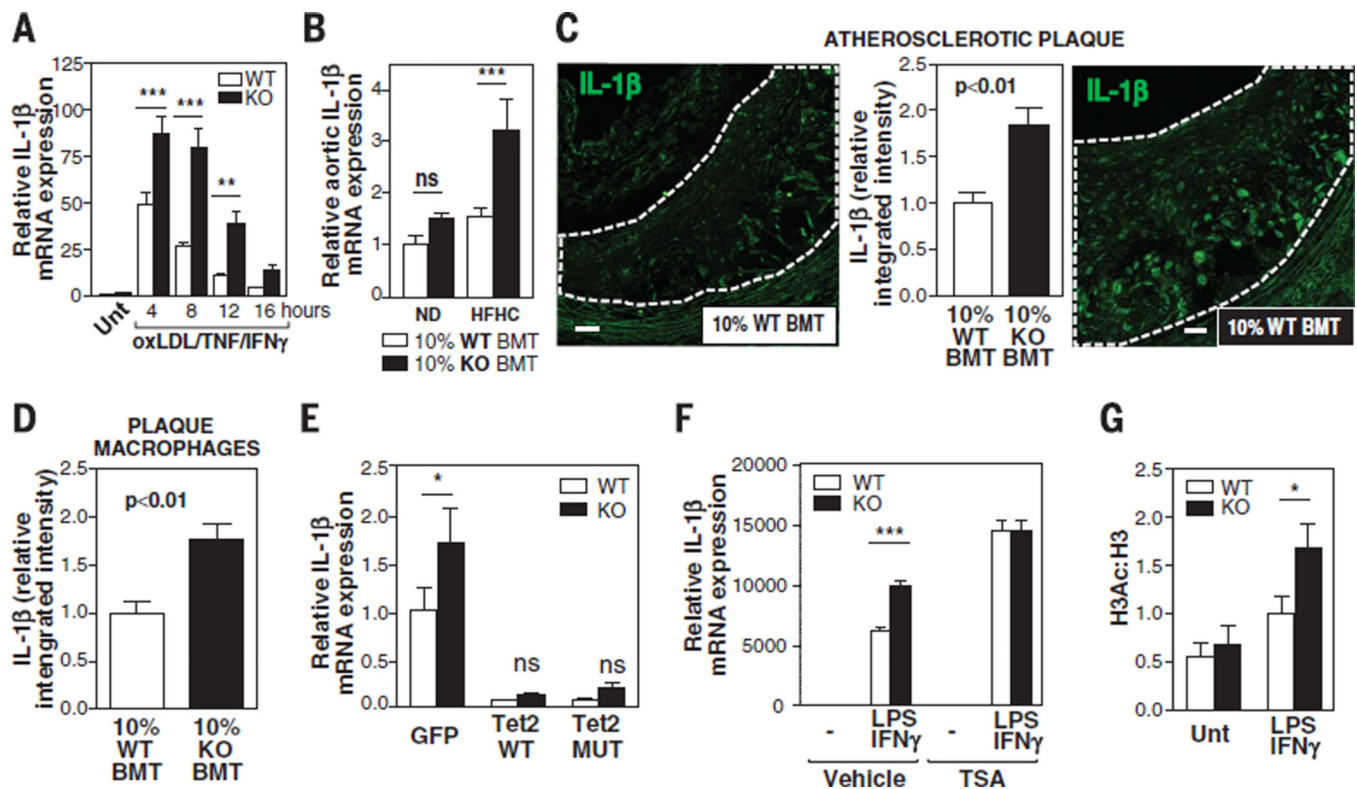 A
Relative IL-1β
mRNA expression
125
100
75
50
25
0
WT
KO
***
***
**
Unt
4 8 12 16 hours
oxLDL/TNF/IFNγ
B
Relative aortic IL-1β
mRNA expression
5
4
3
2
1
0
ns
***
ND HFHC
10% WT BMT
10% KO BMT
C
ATHEROSCLEROTIC PLAQUE
IL-1β
10% WT BMT
IL-1β (relative
integrated intensity)
2.5
2.0
1.5
1.0
0.5
0.0
p<0.01
10%
WT
BMT
10%
KO
BMT
IL-1β
10% WT BMT
D
PLAQUE
MACROPHAGES
IL-1β (relative
intengrated intensity)
2.5
2.0
1.5
1.0
0.5
0.0
p<0.01
10%
WT
BMT
10%
KO
BMT
E
Relative IL-1β
mRNA expression
2.5
2.0
1.5
1.0
0.5
0.0
WT
KO
*
ns
ns
GFP
Tet2
WT
Tet2
MUT
F
Relative IL-1β
mRNA expression
20000
15000
10000
5000
0
WT
KO
***
-
LPS
IFNγ
-
LPS
IFNγ
Vehicle
TSA
G
H3Ac:H3
2.5
2.0
1.5
1.0
0.5
0.0
WT
KO
*
Unt
LPS
IFNγ